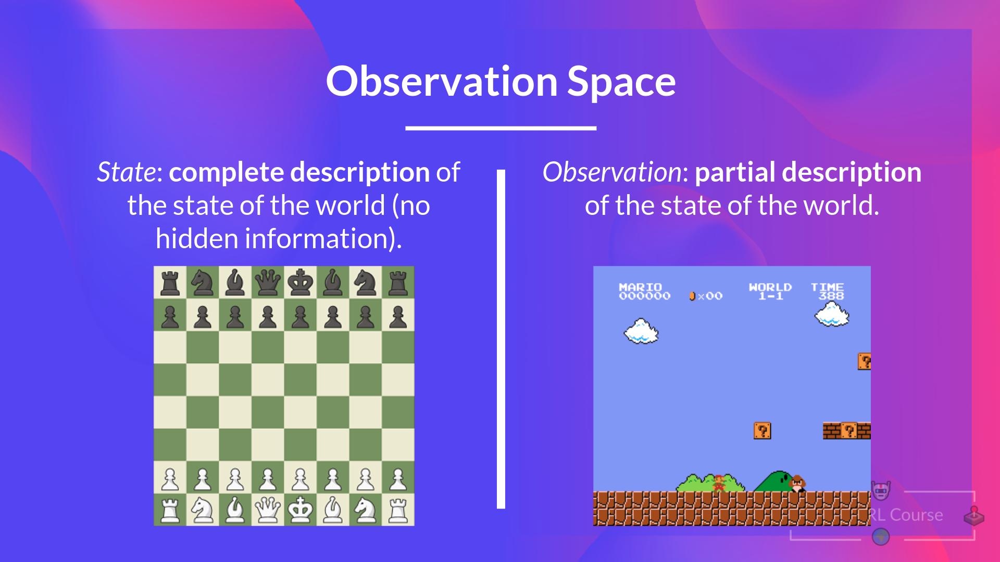 Observation Space
State: complete description of
the state of the world (no
hidden information).
Observation: partial description
of the state of the world.
MARIO WORLD TIME
000000 ×00 1-1 388
?
? ?
RL Course